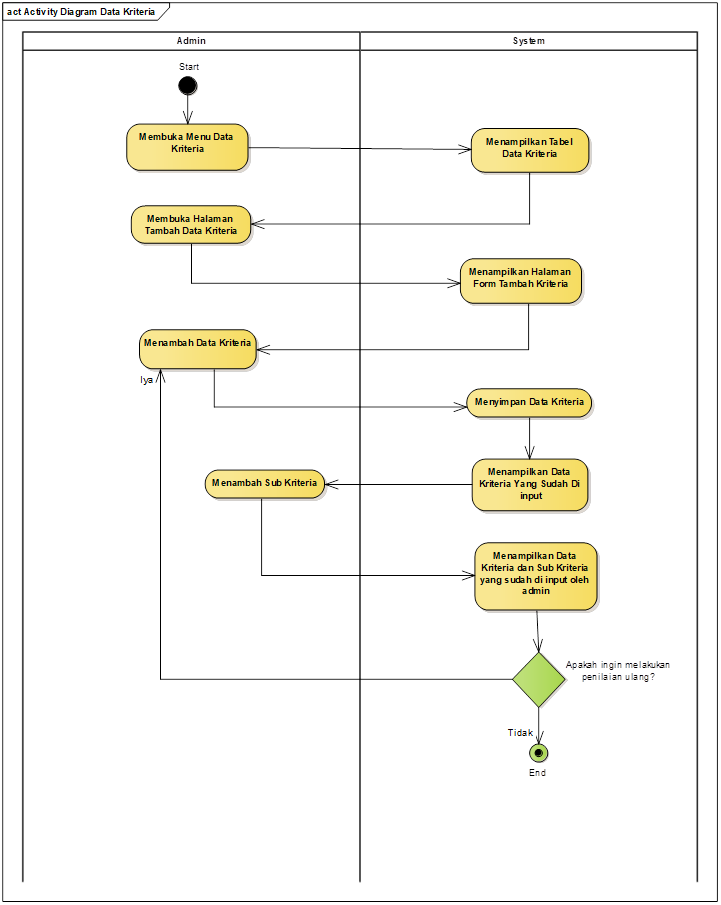 act Activity Diagram Data Kriteria
Admin
System
Start
Membuka Menu Data
Kriteria
Menampilkan Tabel
Data Kriteria
Membuka Halaman
Tambah Data Kriteria
Menampilkan Halaman
Form Tambah Kriteria
Menambah Data Kriteria
Iya
Menyimpan Data Kriteria
Menampilkan Data
Kriteria Yang Sudah Di
input
Menambah Sub Kriteria
Menampilkan Data
Kriteria dan Sub Kriteria
yang sudah di input oleh
admin
Apakah ingin melakukan
penilaian ulang?
Tidak
End